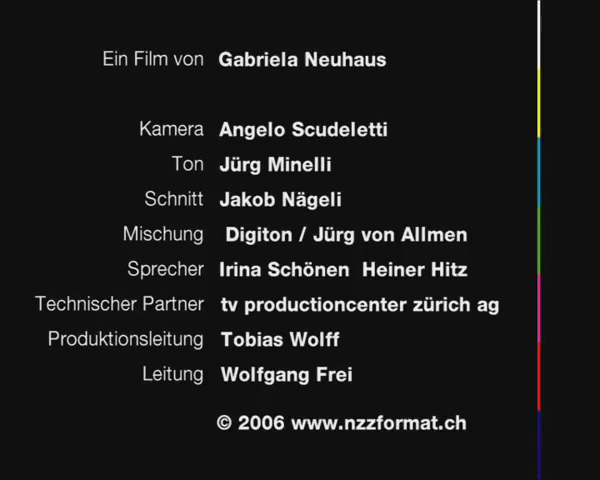 Ein Film von Gabriela Neuhaus
Kamera Angelo Scudeletti
Ton Jürg Minelli
Schnitt Jakob Nägeli
Mischung Digiton / Jürg von Allmen
Sprecher Irina Schönen Heiner Hitz
Technischer Partner tv productioncenter zürich ag
Produktionsleitung Tobias Wolff
Leitung Wolfgang Frei
© 2006 www.nzzformat.ch